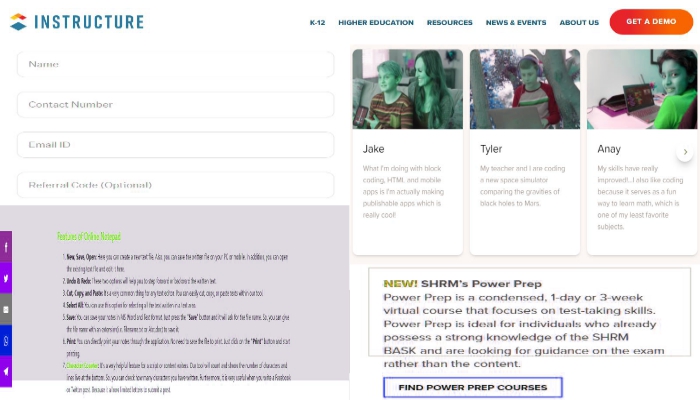 INSTRUCTURE
K-12 HIGHER EDUCATION RESOURCES NEWS & EVENTS ABOUT US GET A DEMO
Name
Contact Number
Email ID
Referral Code (Optional)
Jake
What I'm doing with block
coding, HTML and mobile
apps is I'm actually making
publishable apps which is
really cool!
Tyler
My teacher and I are coding
a new space simulator
comparing the gravities of
black holes to Mars.
Anay
My skills have really
improved!...I also like coding
because it serves as a fun
way to learn math, which is
one of my least favorite
subjects.
Features of Online Notepad
1. New, Save, Open: Here you can create a new text file. Also, you can save the written file on your PC or mobile. In addition, you can open
the existing text file and edit it here.
2. Undo & Redo: These two options will help you to step forward or backward the written text.
3. Cut, Copy, and Paste: It's a very common thing for any text editor. You can easily cut, copy, or paste texts within our tool.
4. Select All: You can use this option for selecting all the text written in a text area.
5. Save: You can save your notes in MS Word and Text format. Just press the "Save" button and it will ask for the file name. So, you can give
the file name with an extension(i.e. filename.txt or .doc) to save it.
6. Print: You can directly print your notes through the application. No need to save the file to print. Just click on the "Print" button and start
printing.
7. Character Counter: It's a very helpful feature for a script or content writers. Our tool will count and shows the number of characters and
lines live at the bottom. So, you can check how many characters you have written. Furthermore, it is very useful when you write a Facebook
or Twitter post. Because it allows limited letters to submit a post.
NEW! SHRM's Power Prep
Power Prep is a condensed, 1-day or 3-week
virtual course that focuses on test-taking skills.
Power Prep is ideal for individuals who already
possess a strong knowledge of the SHRM
BASK and are looking for guidance on the exam
rather than the content.
FIND POWER PREP COURSES